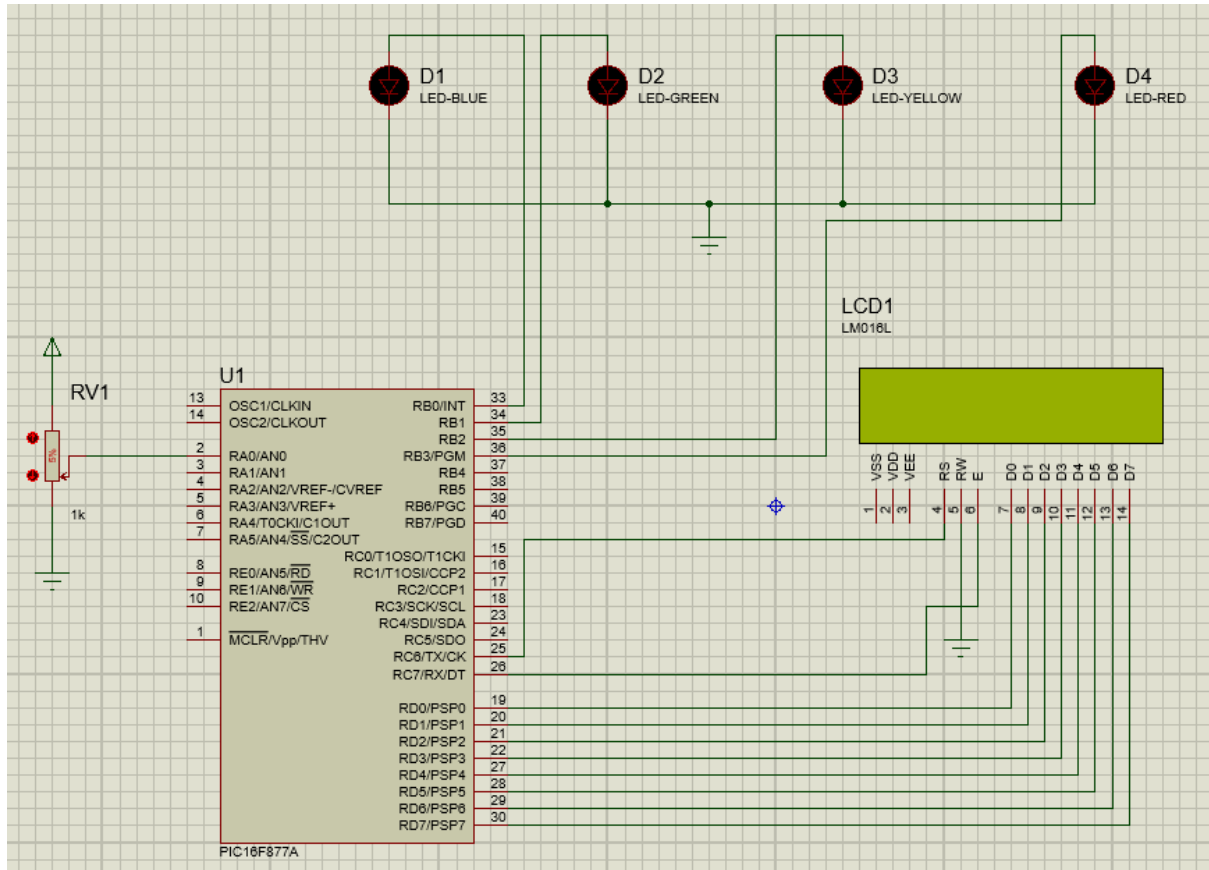 D1
LED-BLUE
D2
LED-GREEN
D3
LED-YELLOW
D4
LED-RED
LCD1
LM016L
VSS
VDD
VEE
RS
RW
E
D0
D1
D2
D3
D4
D5
D6
D7
1
2
3
4
5
6
7
8
9
10
11
12
13
14
RV1
5%
1k
U1
13 OSC1/CLKIN
14 OSC2/CLKOUT
2 RA0/AN0
3 RA1/AN1
4 RA2/AN2/VREF-/CVREF
5 RA3/AN3/VREF+
6 RA4/T0CKI/C1OUT
7 RA5/AN4/SS/C2OUT
8 RE0/AN5/RD
9 RE1/AN6/WR
10 RE2/AN7/CS
1 MCLR/Vpp/THV
RB0/INT 33
RB1 34
RB2 35
RB3/PGM 36
RB4 37
RB5 38
RB6/PGC 39
RB7/PGD 40
RC0/T1OSO/T1CKI 15
RC1/T1OSI/CCP2 16
RC2/CCP1 17
RC3/SCK/SCL 18
RC4/SDI/SDA 23
RC5/SDO 24
RC6/TX/CK 25
RC7/RX/DT 26
RD0/PSP0 19
RD1/PSP1 20
RD2/PSP2 21
RD3/PSP3 22
RD4/PSP4 27
RD5/PSP5 28
RD6/PSP6 29
RD7/PSP7 30
PIC16F877A